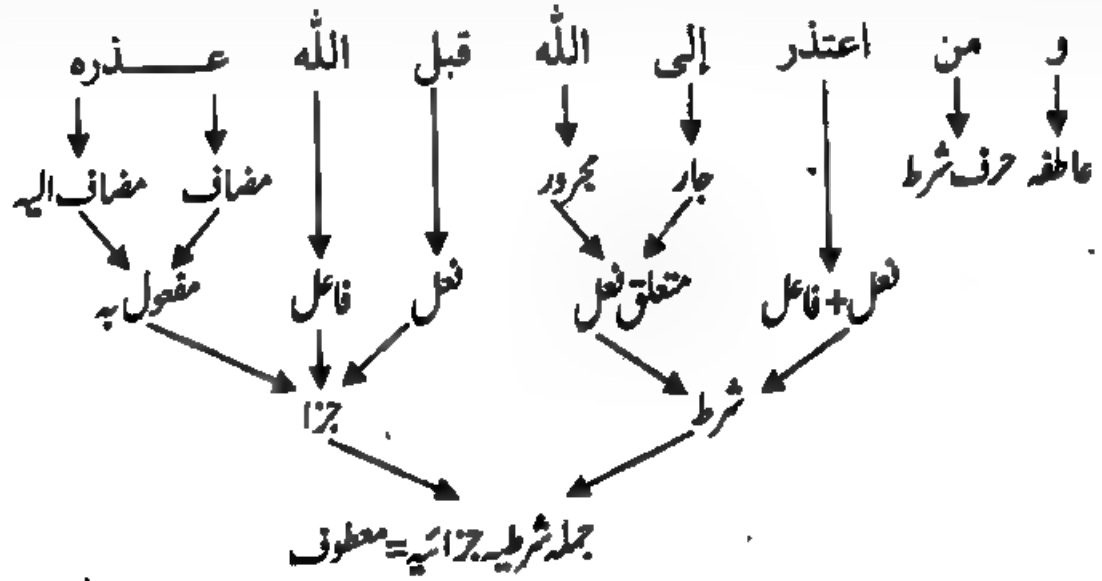 و من اعتذر إلى الله قبل الله عـــــذره
عاطفہ حرف شرط جار مجرور مضاف مضاف الیہ
فعل + فاعل متعلق فعل فعل فاعل مفعول بہ
شرط جزا
جملہ شرطیہ جزائیہ = معطوف